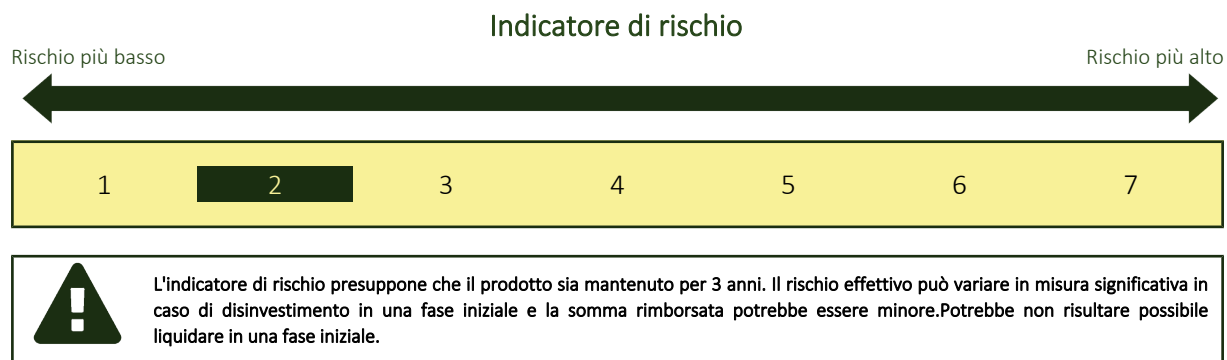 Indicatore di rischio
Rischio più basso
Rischio più alto
1 2 3 4 5 6 7
L'indicatore di rischio presuppone che il prodotto sia mantenuto per 3 anni. Il rischio effettivo può variare in misura significativa in
caso di disinvestimento in una fase iniziale e la somma rimborsata potrebbe essere minore.Potrebbe non risultare possibile
liquidare in una fase iniziale.